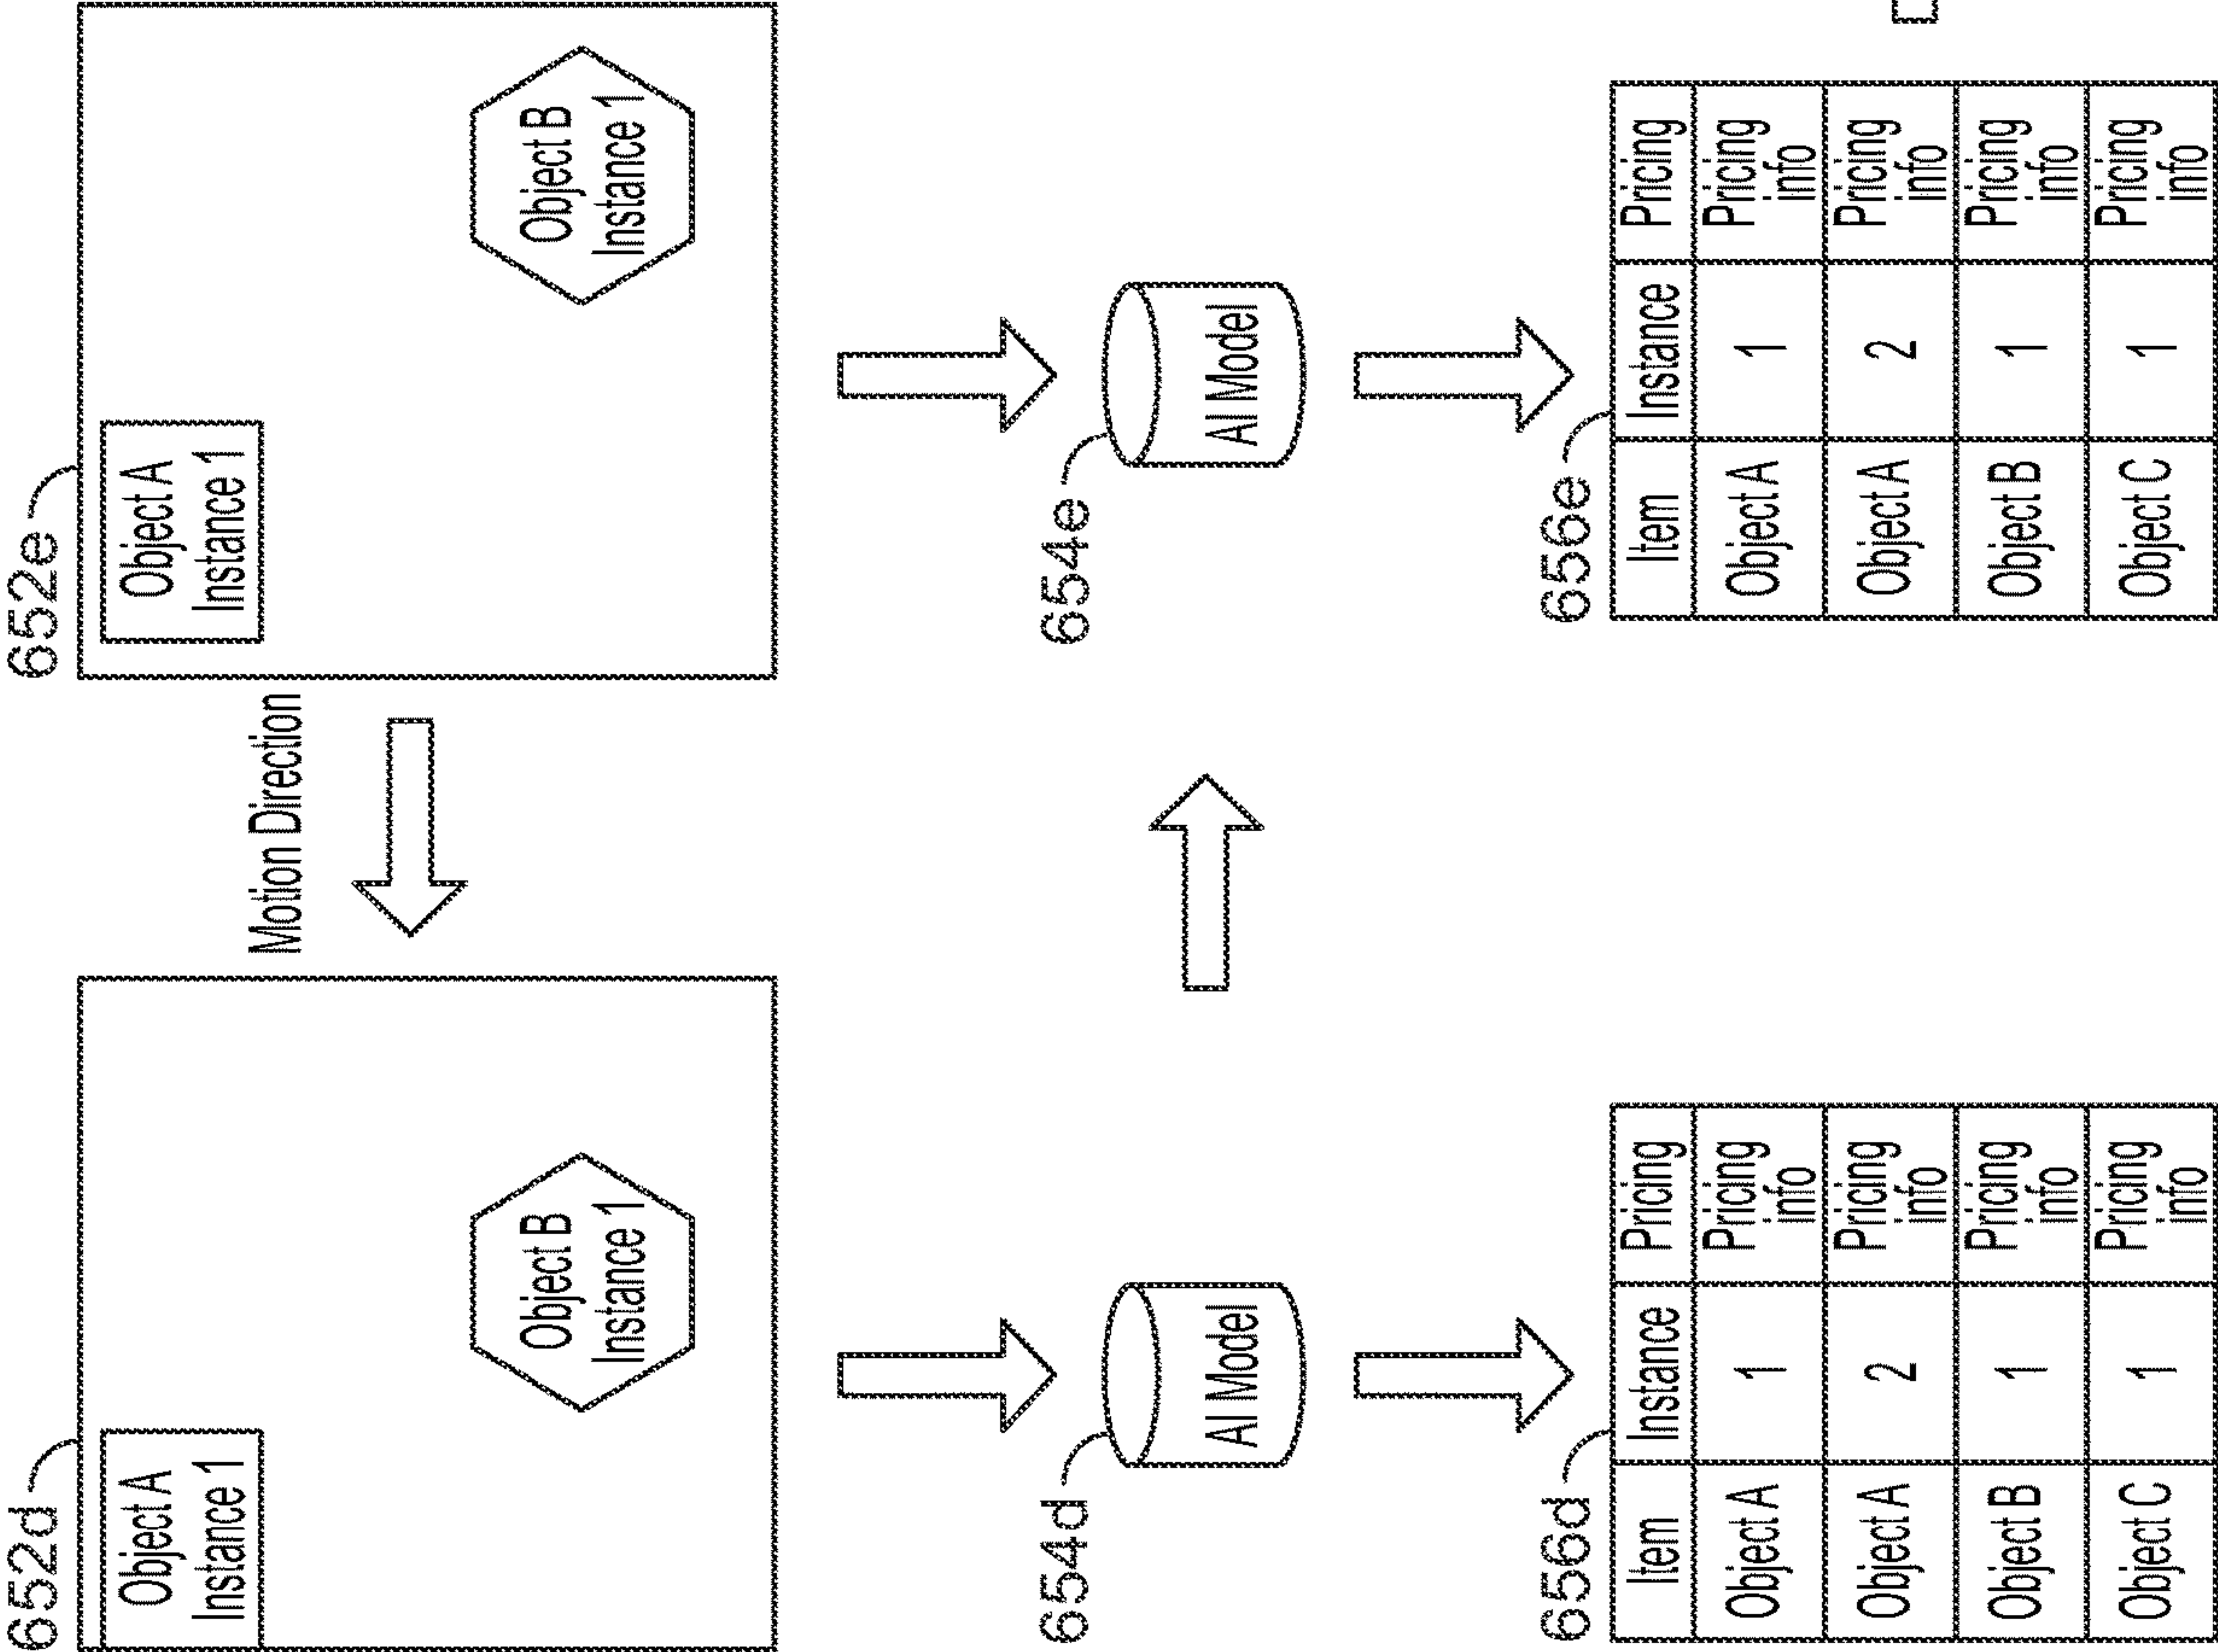 652d
Object A
Instance 1
Object B
Instance 1
Motion Direction
652e
Object A
Instance 1
Object B
Instance 1
654d
AI Model
654e
AI Model
656d
Item Instance Pricing
Object A 1 Pricing info
Object A 2 Pricing info
Object B 1 Pricing info
Object C 1 Pricing info
656e
Item Instance Pricing
Object A 1 Pricing info
Object A 2 Pricing info
Object B 1 Pricing info
Object C 1 Pricing info